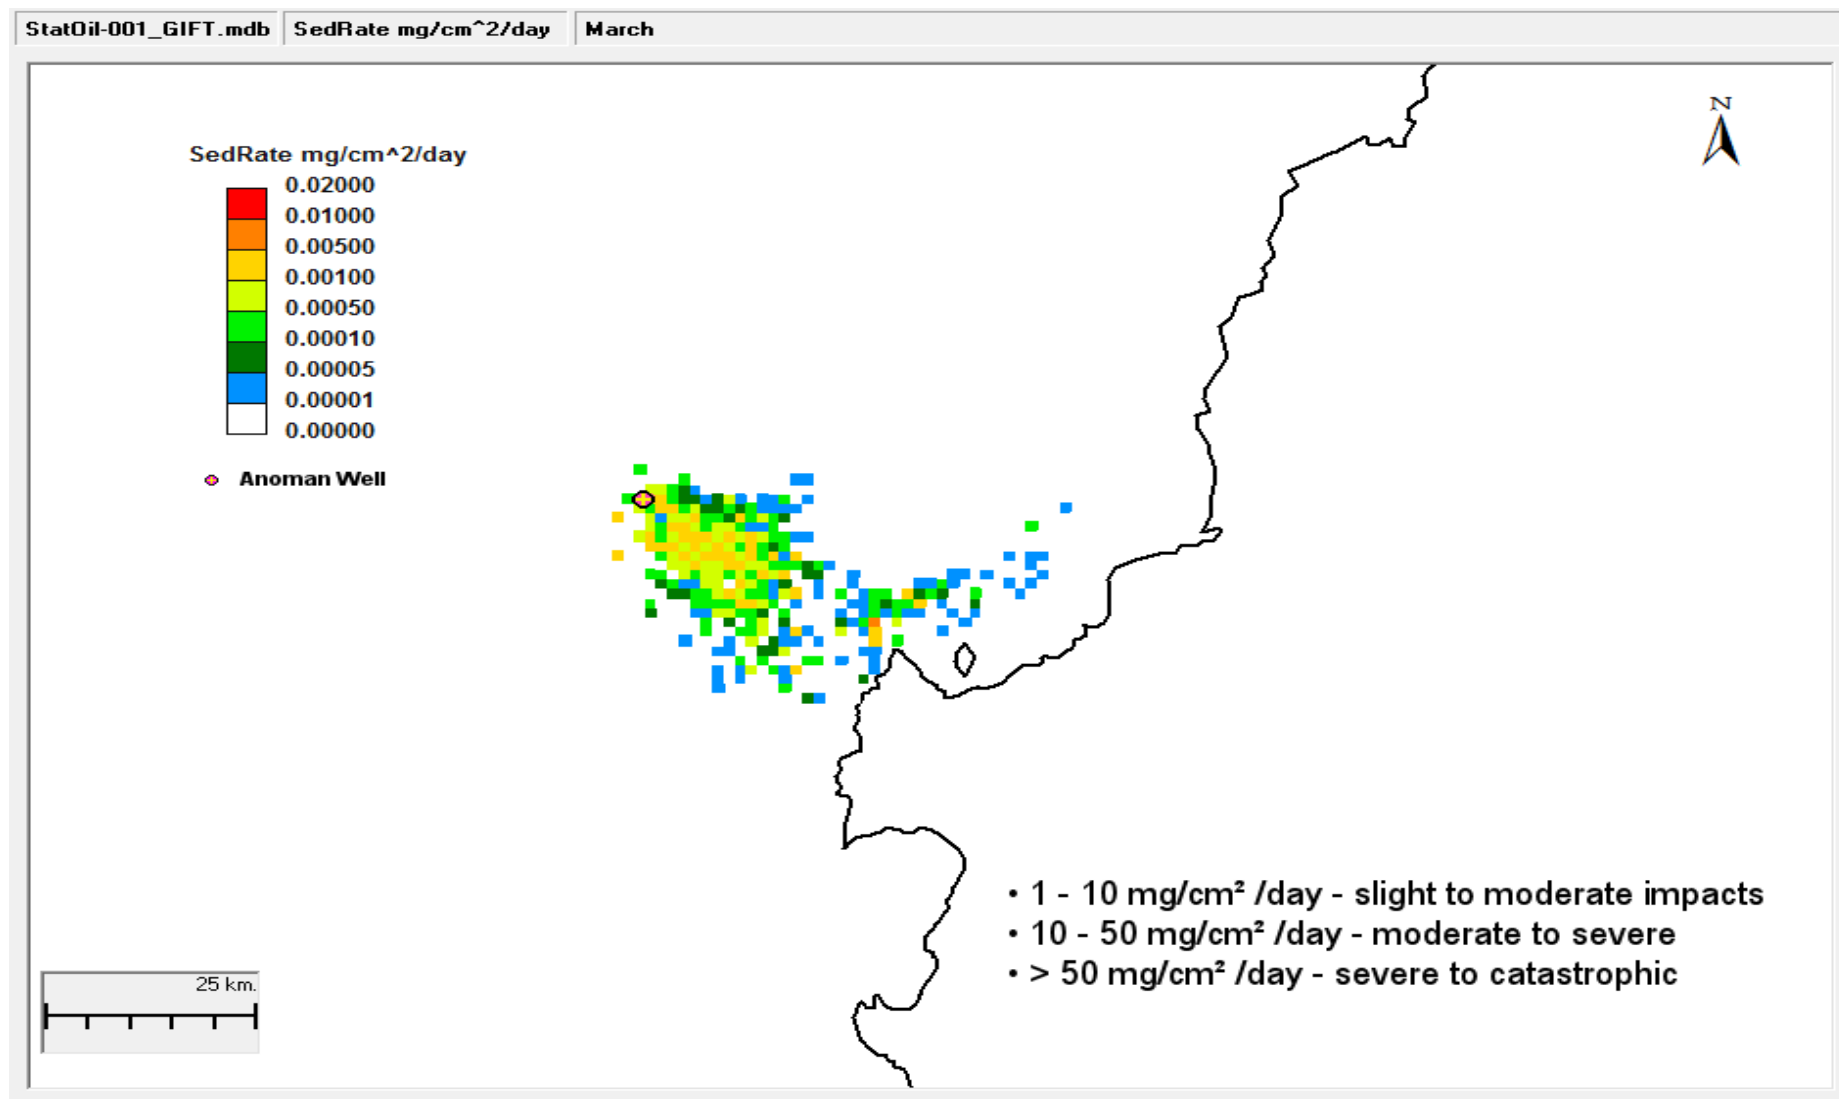 StatOil-001_GIFT.mdb SedRate mg/cm^2/day March
N
SedRate mg/cm^2/day
0.02000
0.01000
0.00500
0.00100
0.00050
0.00010
0.00005
0.00001
0.00000
Anoman Well
• 1 - 10 mg/cm² /day - slight to moderate impacts
• 10 - 50 mg/cm² /day - moderate to severe
• > 50 mg/cm² /day - severe to catastrophic
25 km.